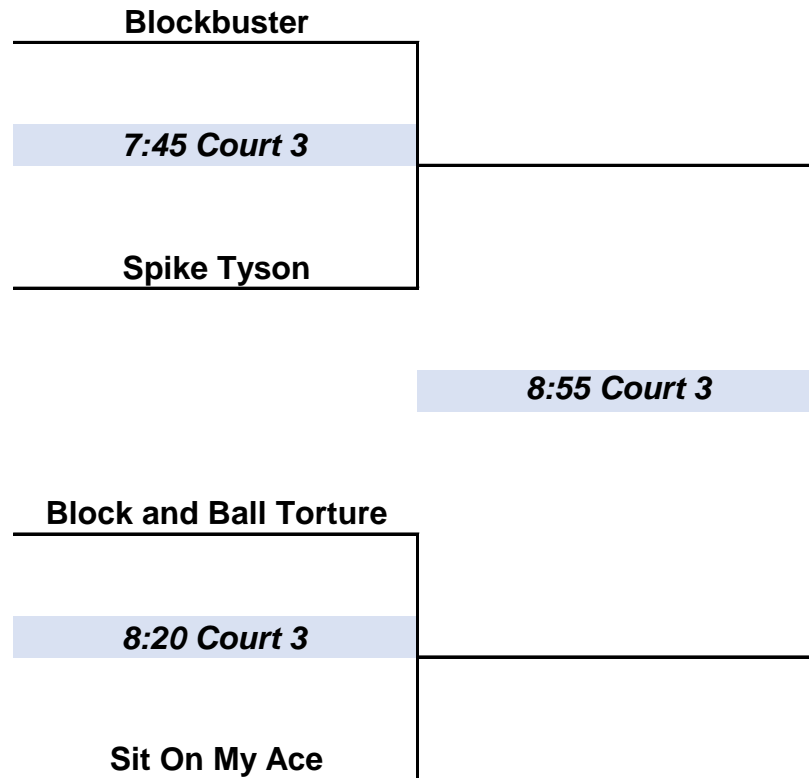 Blockbuster
7:45 Court 3
Spike Tyson
8:55 Court 3
Block and Ball Torture
8:20 Court 3
Sit On My Ace